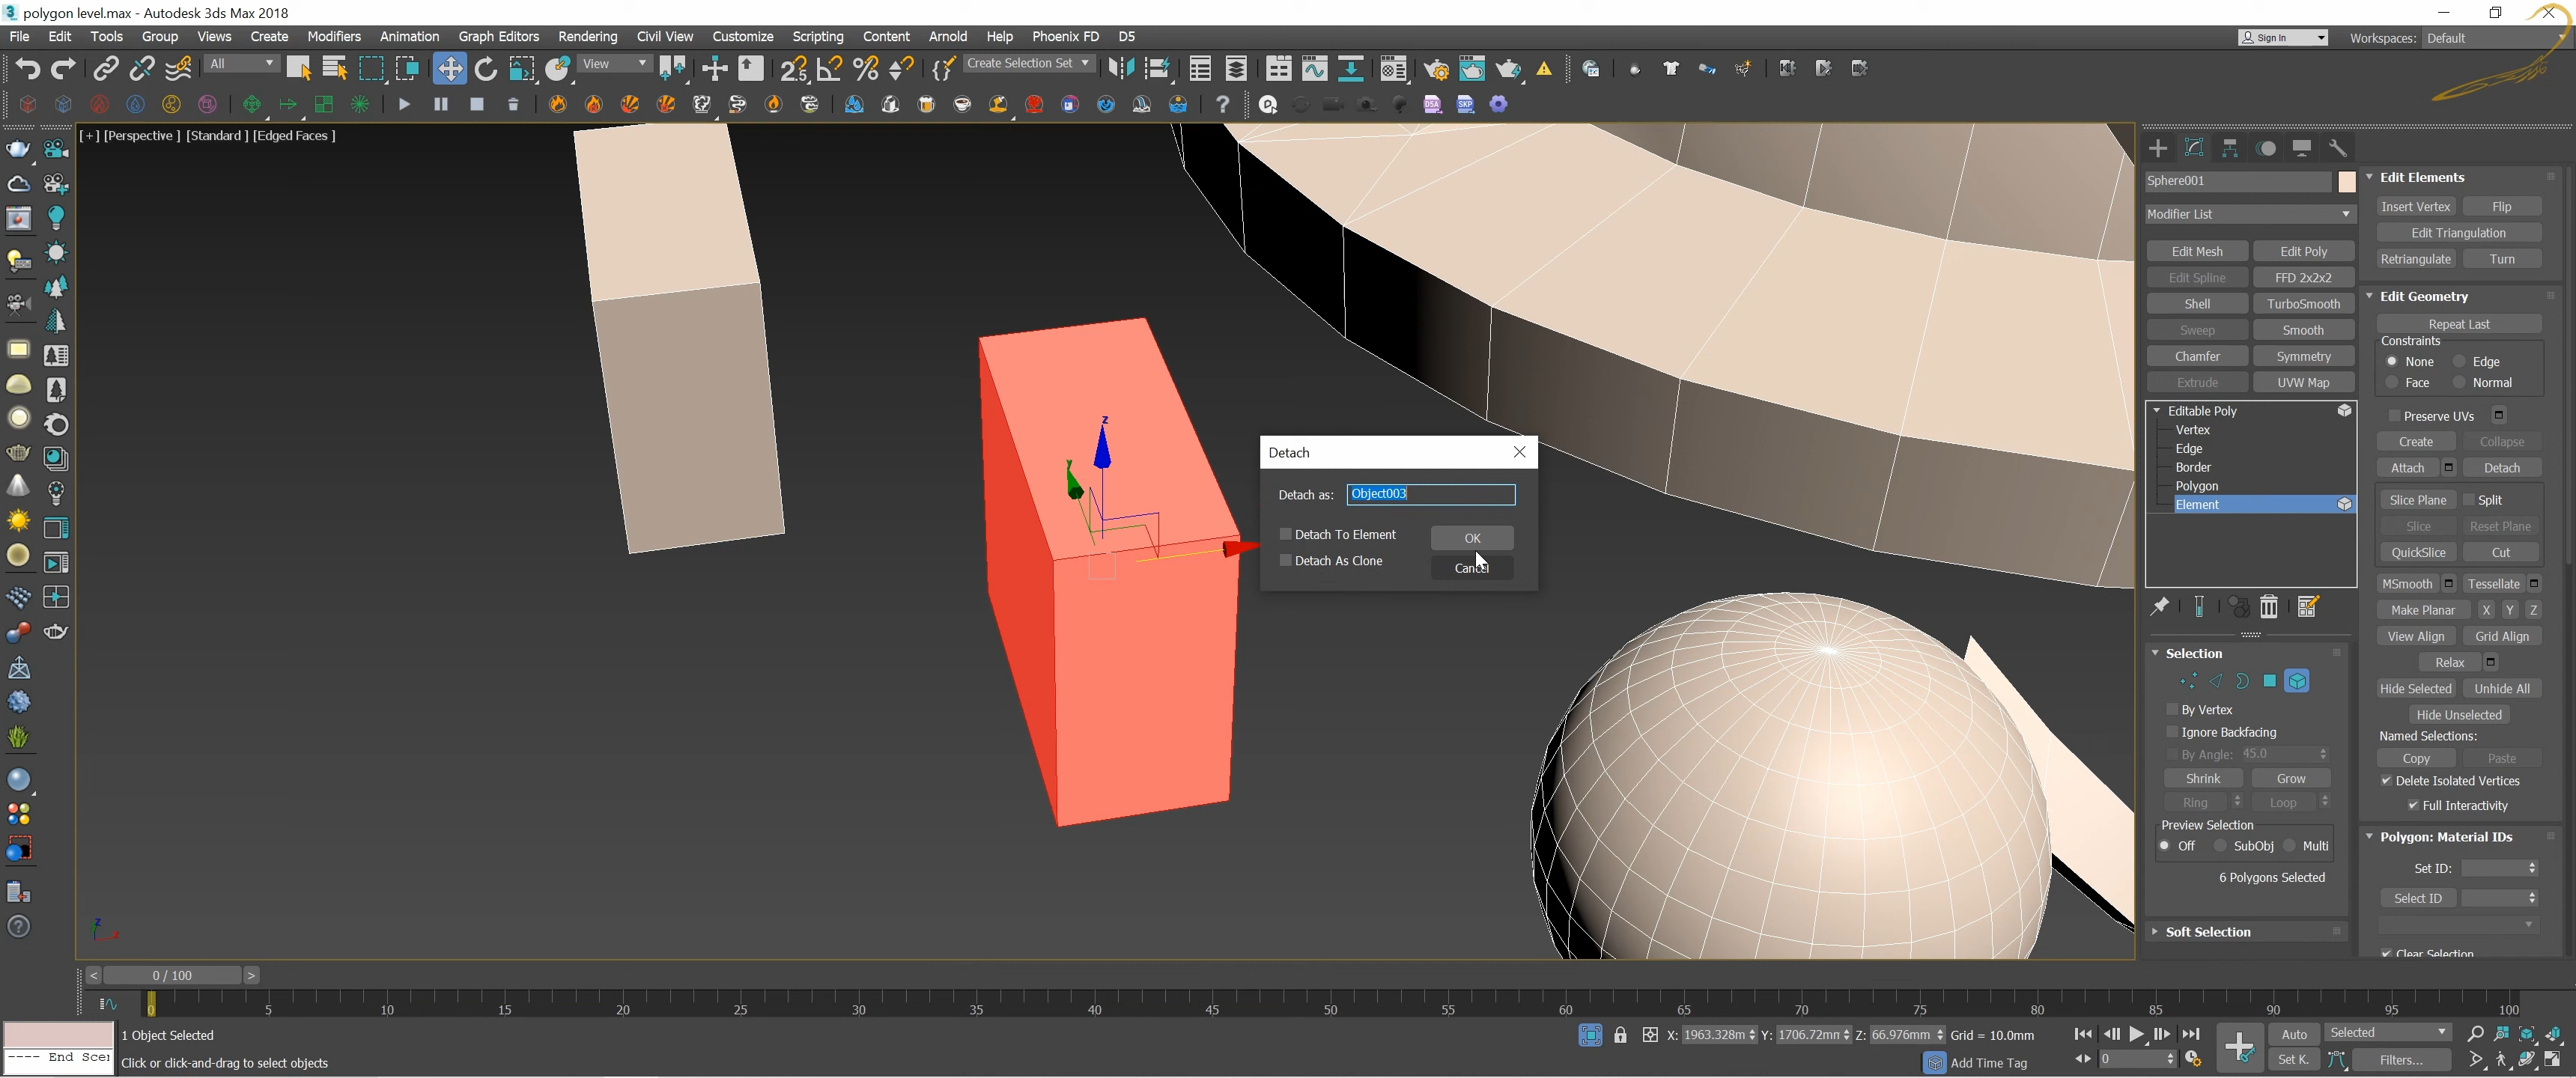 polygon level.max - Autodesk 3ds Max 2018
File Edit Tools Group Views Create Modifiers Animation Graph Editors Rendering Civil View Customize Scripting Content Arnold Help Phoenix FD D5
Sign In Workspaces: Default
All View Create Selection Set
[+] [Perspective ] [Standard ] [Edged Faces ]
Sphere001
Modifier List
Edit Mesh Edit Poly
Edit Spline FFD 2x2x2
Shell TurboSmooth
Sweep Smooth
Chamfer Symmetry
Extrude UVW Map
Editable Poly
Vertex
Edge
Border
Polygon
Element
Selection
By Vertex
Ignore Backfacing
By Angle: 45.0
Shrink Grow
Ring Loop
Preview Selection
Off SubObj Multi
6 Polygons Selected
Soft Selection
Edit Elements
Insert Vertex Flip
Edit Triangulation
Retriangulate Turn
Edit Geometry
Repeat Last
Constraints
None Edge
Face Normal
Preserve UVs
Create Collapse
Attach Detach
Slice Plane Split
Slice Reset Plane
QuickSlice Cut
MSmooth Tessellate
Make Planar X Y Z
View Align Grid Align
Relax
Hide Selected Unhide All
Hide Unselected
Named Selections:
Copy Paste
Delete Isolated Vertices
Full Interactivity
Polygon: Material IDs
Set ID:
Select ID
Clear Selection
Detach
Detach as: Object003
Detach To Element OK
Detach As Clone Cancel
z
z
< 0 / 100 >
0 5 10 15 20 25 30 35 40 45 50 55 60 65 70 75 80 85 90 95 100
1 Object Selected X: 1963.328m Y: 1706.72mm Z: 66.976mm Grid = 10.0mm Auto Selected
---- End Scer Click or click-and-drag to select objects Add Time Tag 0 Set K. Filters...